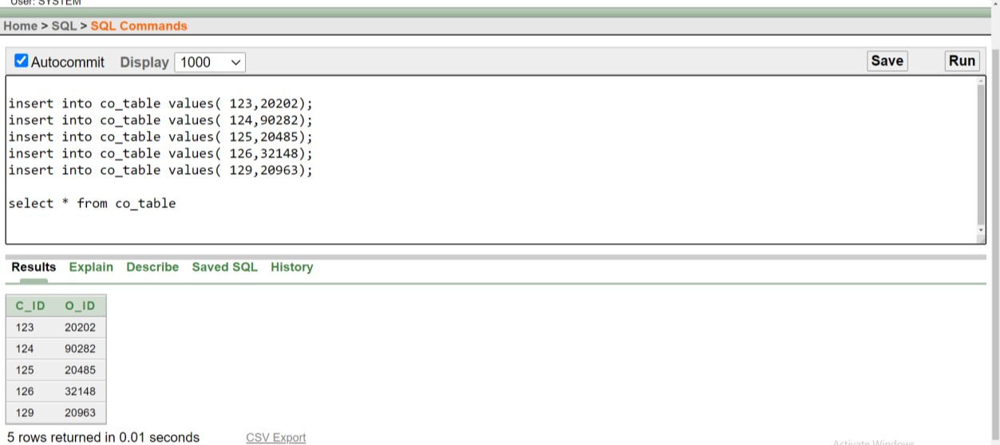 User: SYSTEM
Home > SQL > SQL Commands
Autocommit Display 1000 Save Run
insert into co_table values( 123,20202);
insert into co_table values( 124,90282);
insert into co_table values( 125,20485);
insert into co_table values( 126,32148);
insert into co_table values( 129,20963);
select * from co_table
Results Explain Describe Saved SQL History
C_ID O_ID
123 20202
124 90282
125 20485
126 32148
129 20963
5 rows returned in 0.01 seconds CSV Export
Activate Windows